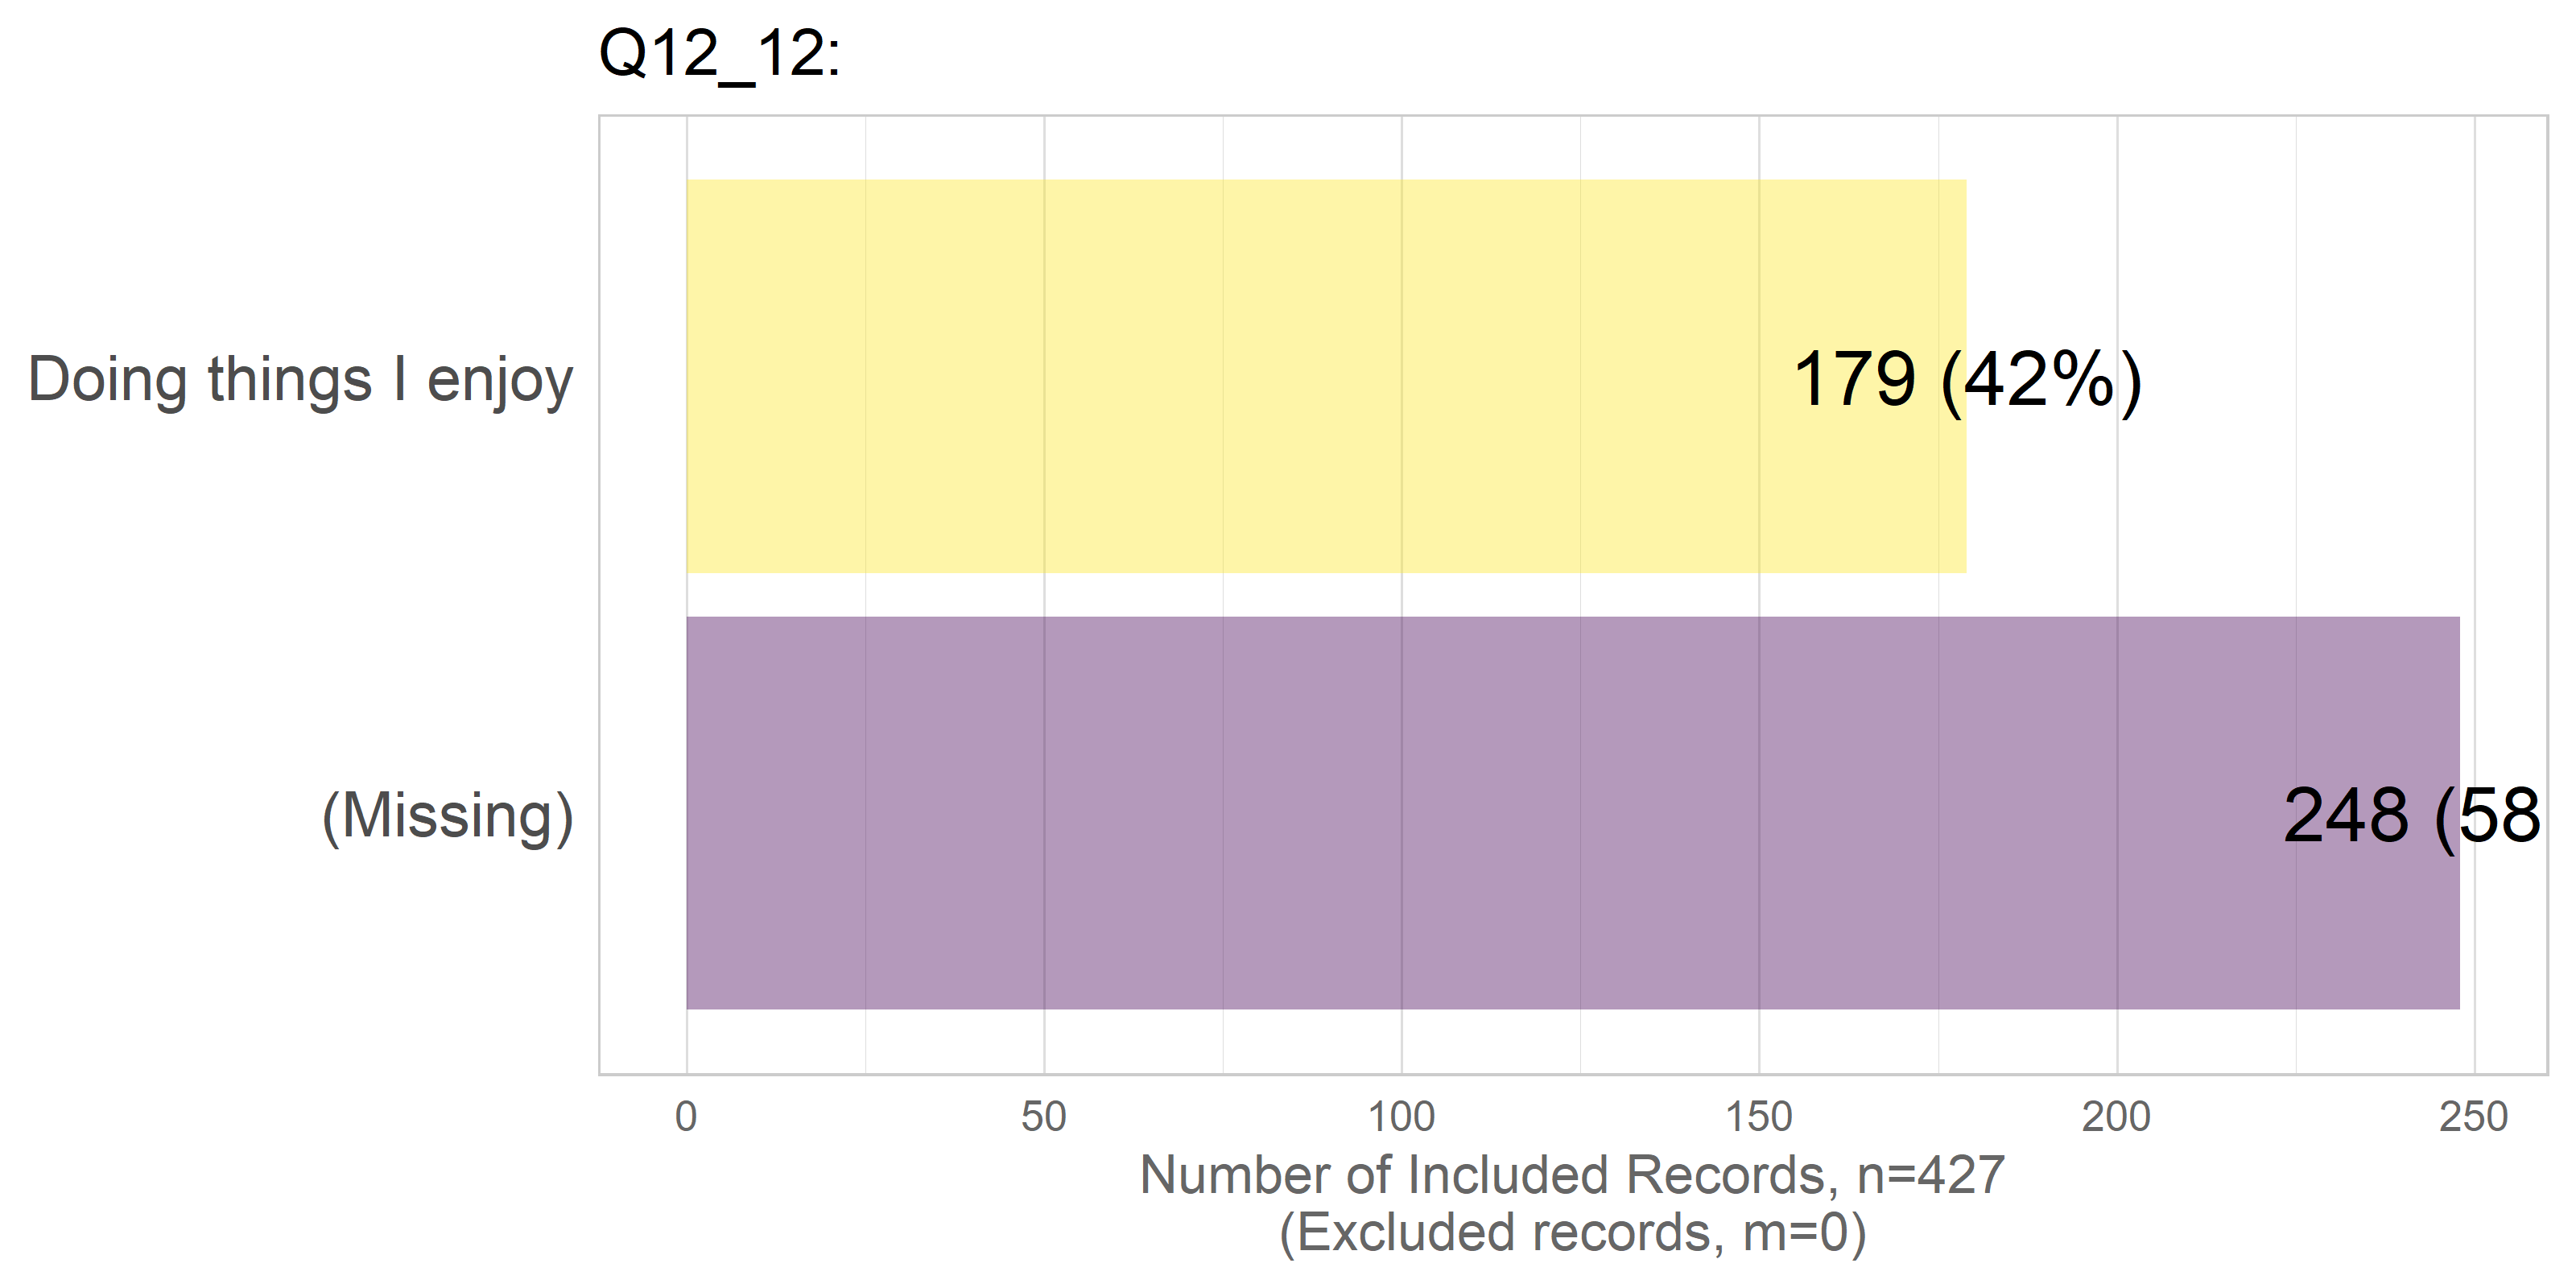 Q12_12:
Doing things I enjoy
179 (42%)
(Missing)
248 (58
0 50 100 150 200 250
Number of Included Records, n=427
(Excluded records, m=0)